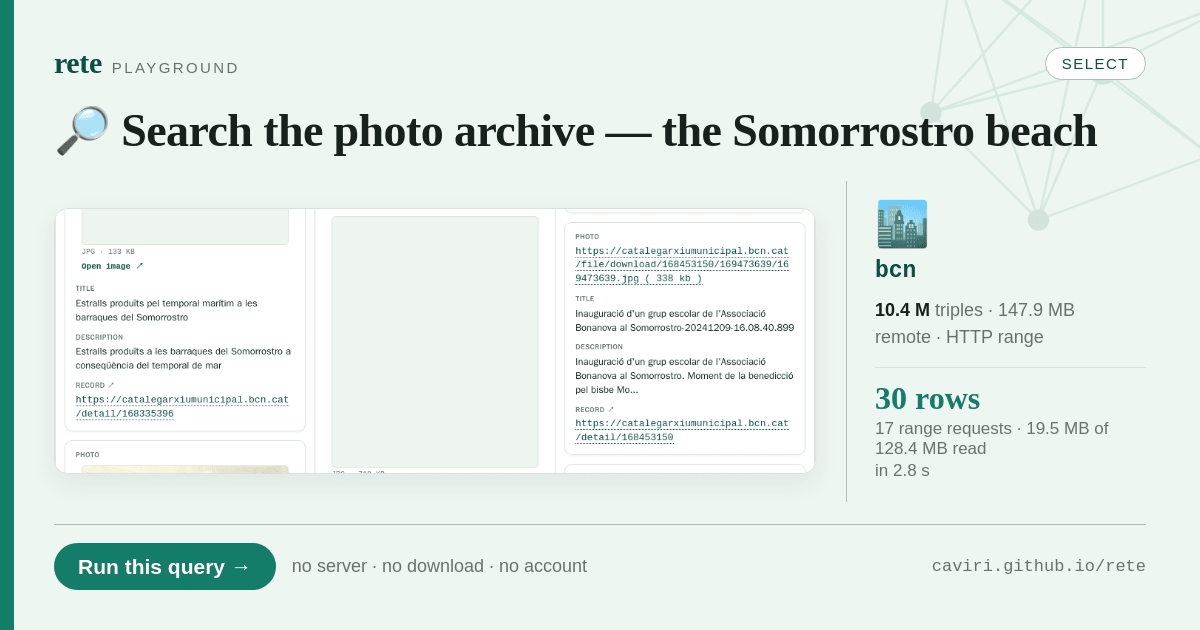 rete PLAYGROUND
SELECT
Search the photo archive — the Somorrostro beach
JPG · 133 KB
Open image ↗
TITLE
Estralls produïts pel temporal marítim a les
barraques del Somorrostro
DESCRIPTION
Estralls produïts a les barraques del Somorrostro a
conseqüència del temporal de mar
RECORD ↗
https://catalegarxiumunicipal.bcn.cat
/detail/168335396
PHOTO
PHOTO
https://catalegarxiumunicipal.bcn.cat
/file/download/168453150/169473639/16
9473639.jpg ( 338 kb )
TITLE
Inauguració d'un grup escolar de l'Associació
Bonanova al Somorrostro-20241209-16.08.40.899
DESCRIPTION
Inauguració d'un grup escolar de l'Associació
Bonanova al Somorrostro. Moment de la benedicció
pel bisbe Mo...
RECORD ↗
https://catalegarxiumunicipal.bcn.cat
/detail/168453150
bcn
10.4 M triples · 147.9 MB
remote · HTTP range
30 rows
17 range requests · 19.5 MB of
128.4 MB read
in 2.8 s
Run this query →
no server · no download · no account
caviri.github.io/rete